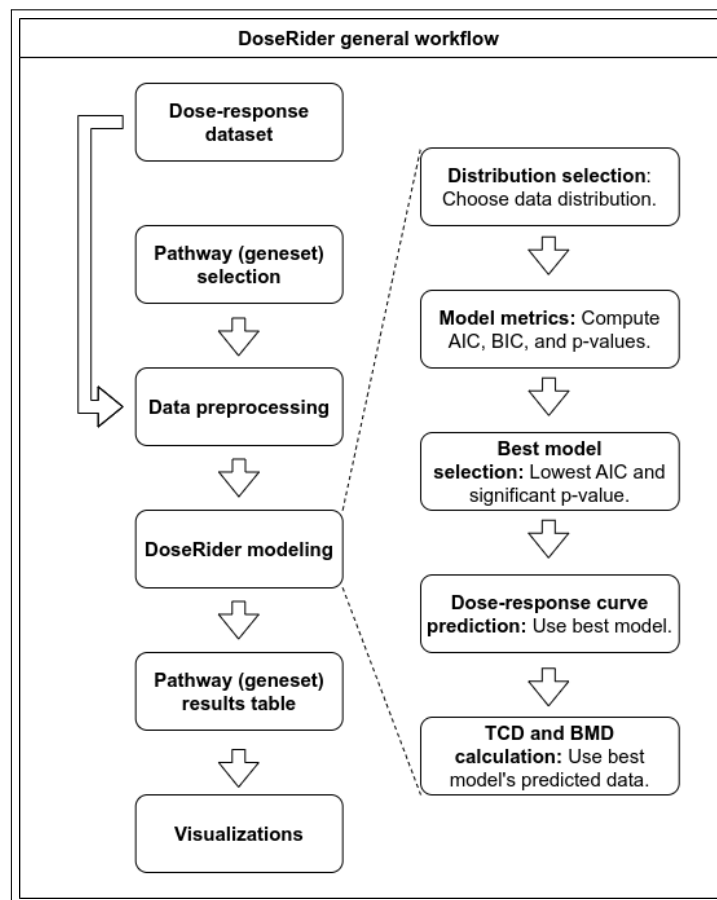 DoseRider general workflow
Dose-response
dataset
Pathway (geneset)
selection
Data preprocessing
DoseRider modeling
Pathway (geneset)
results table
Visualizations
Distribution selection:
Choose data distribution.
Model metrics: Compute
AIC, BIC, and p-values.
Best model
selection: Lowest AIC and
significant p-value.
Dose-response curve
prediction: Use best model.
TCD and BMD
calculation: Use best
model's predicted data.